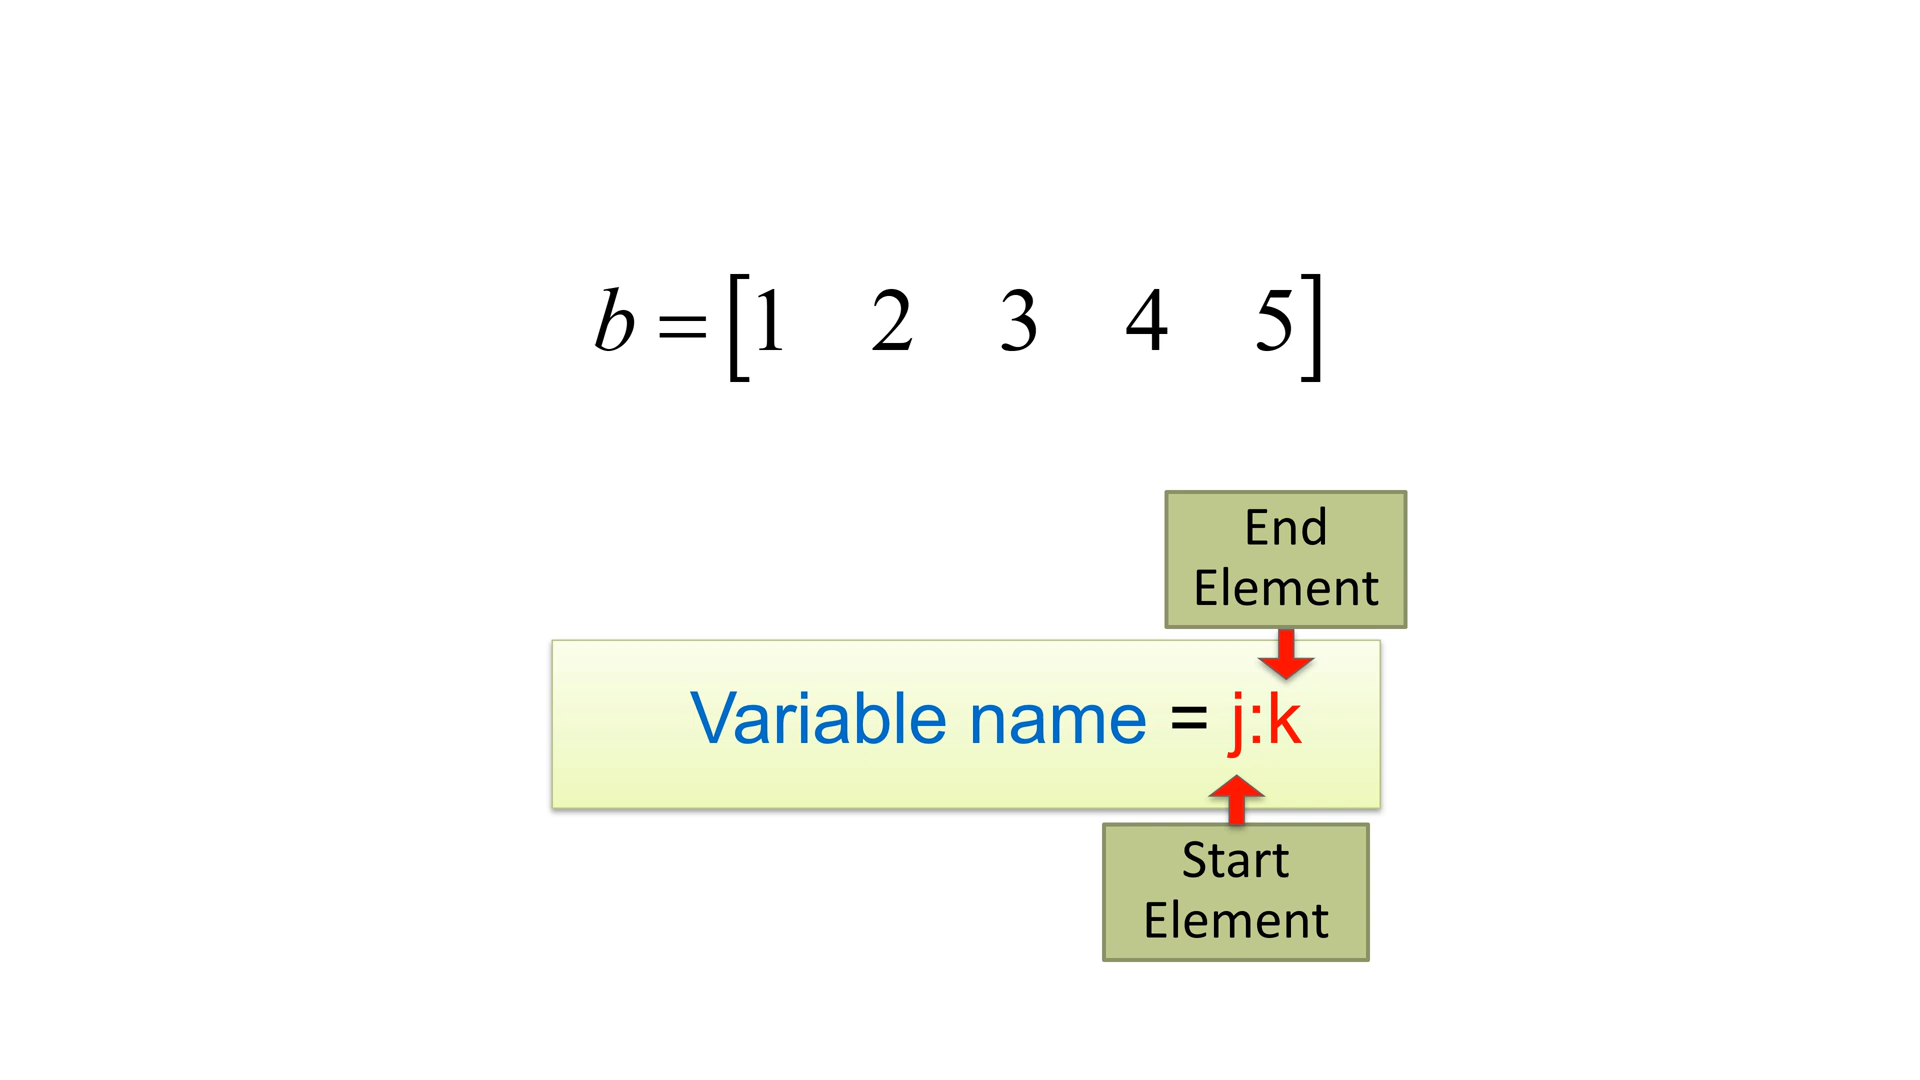 b = [1 2 3 4 5]
End
Element
Variable name = j:k
Start
Element